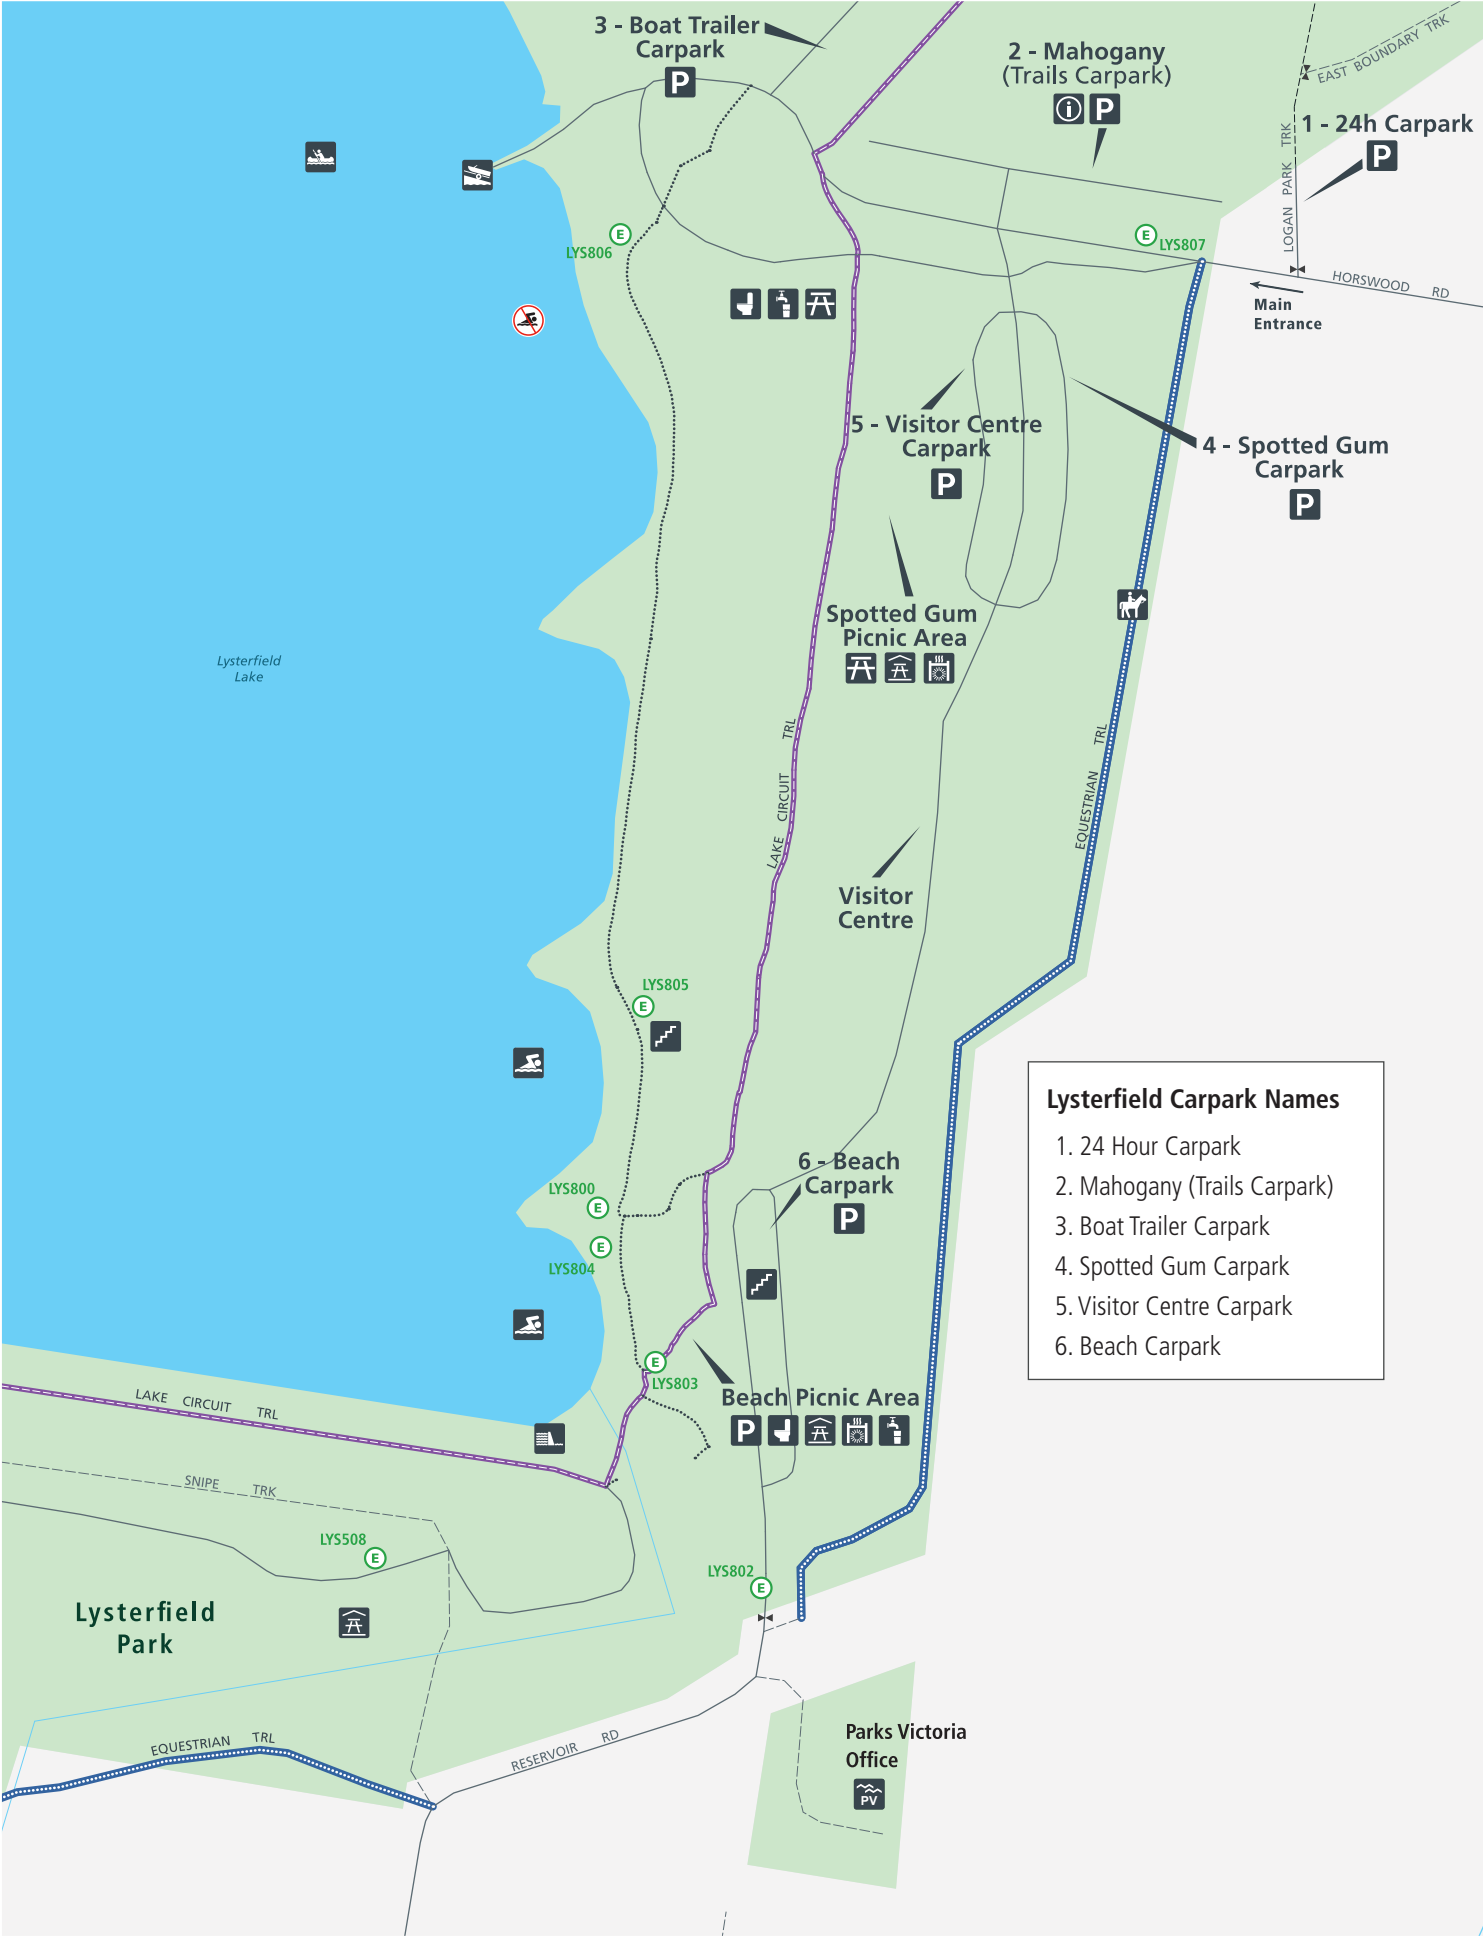 3 - Boat Trailer
Carpark
P
2 - Mahogany
(Trails Carpark)
i P
EAST BOUNDARY TRK
1 - 24h Carpark
P
LOGAN PARK TRK
E
LYS806
E
LYS807
HORSWOOD RD
Main
Entrance
5 - Visitor Centre
Carpark
P
4 - Spotted Gum
Carpark
P
Spotted Gum
Picnic Area
Lysterfield
Lake
LAKE CIRCUIT TRL
EQUESTRIAN TRL
Visitor
Centre
LYS805
E
Lysterfield Carpark Names
1. 24 Hour Carpark
2. Mahogany (Trails Carpark)
3. Boat Trailer Carpark
4. Spotted Gum Carpark
5. Visitor Centre Carpark
6. Beach Carpark
6 - Beach
Carpark
P
LYS800
E
E
LYS804
E
LYS803
Beach Picnic Area
P
LAKE CIRCUIT TRL
SNIPE TRK
LYS508
E
LYS802
E
Lysterfield
Park
EQUESTRIAN TRL
RESERVOIR RD
Parks Victoria
Office
PV